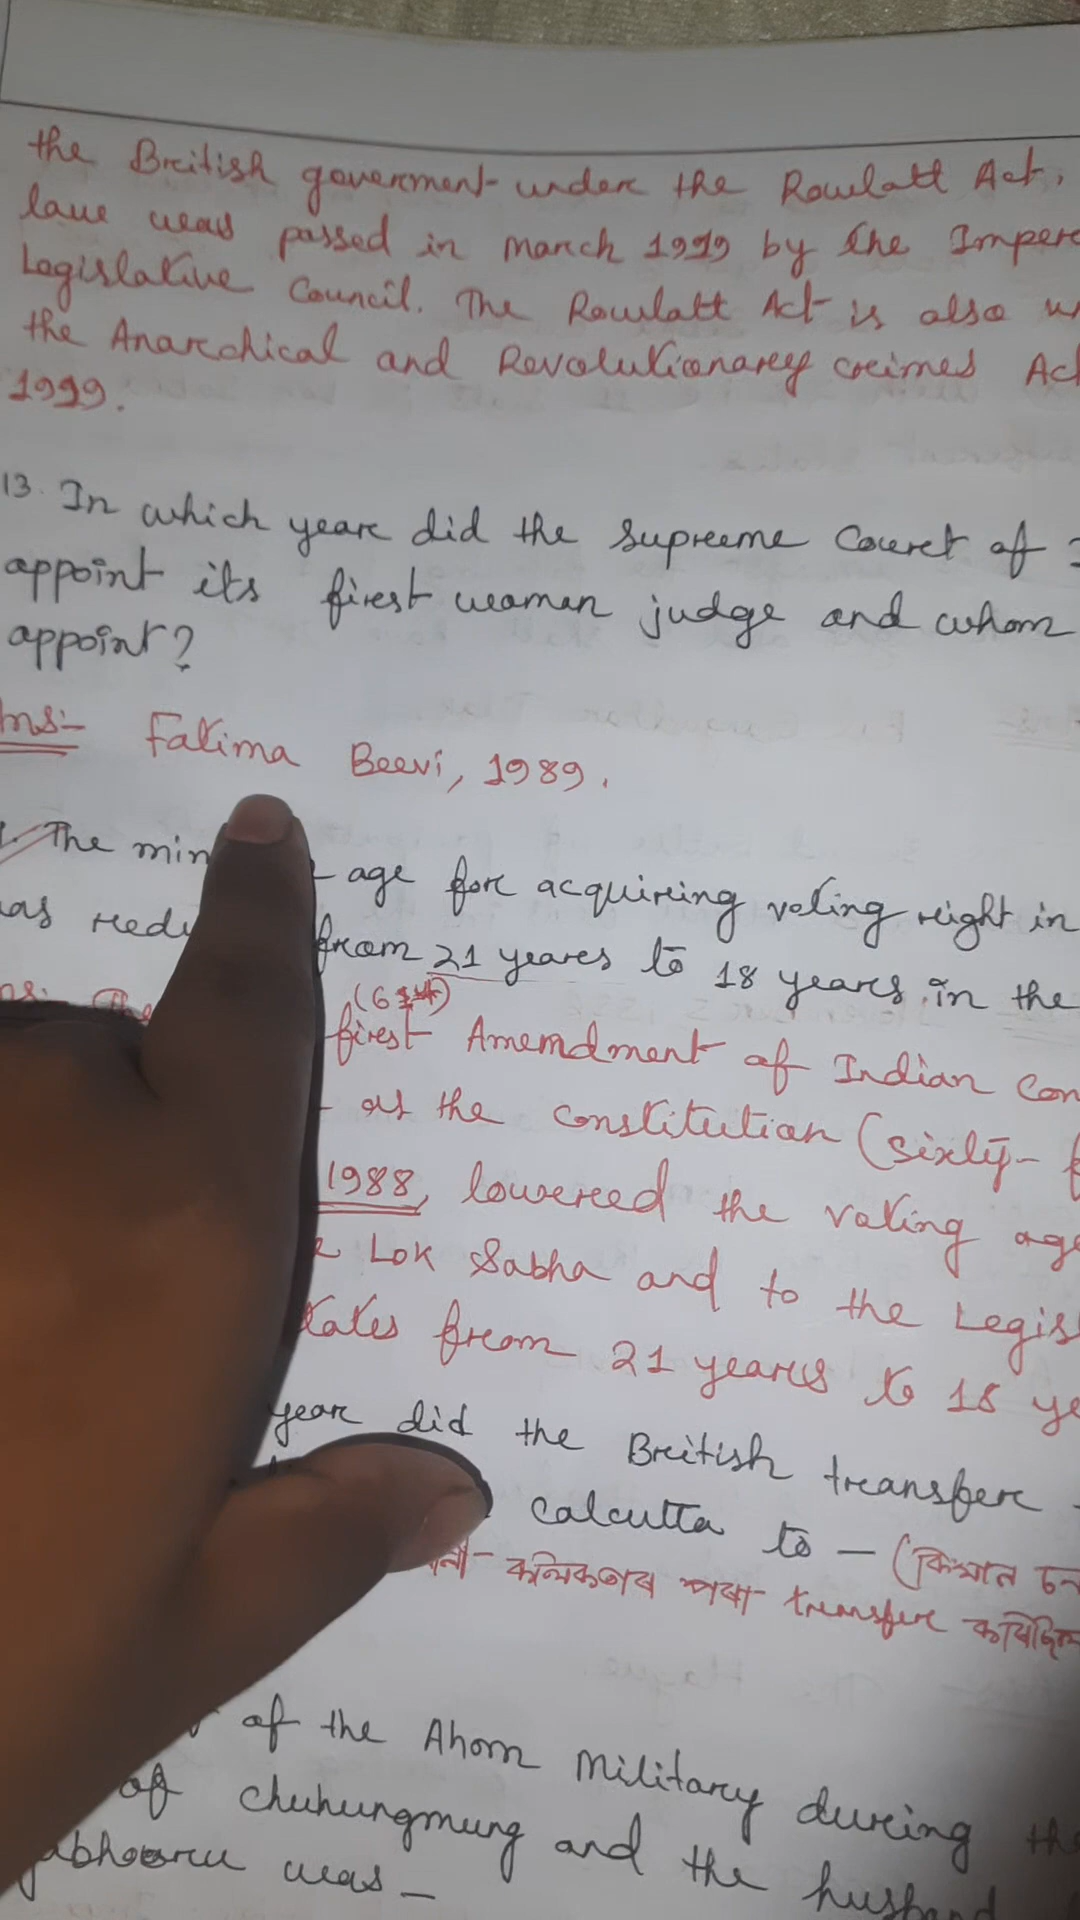 the British government under the Rowlatt Act,
law was passed in March 1919 by the Imper
Legislative Council. The Rowlatt Act is also
the Anarchical and Revolutionary crimes Act
1919.
13. In which year did the Supreme Court of
appoint its first woman judge and whom
appoint?
Ans:- Fatima Beevi, 1989.
The min age for acquiring voting right in
as redu from 21 years to 18 years in the
(61st)
first Amemdment of Indian Con
as the Constitution (sixty-
1988, lowered the voting age
Lok Sabha and to the Legis
tates from 21 years to 18 ye
year did the British transfer
Calcutta to - (কিমান চন
কলিকতাৰ পৰা transfer কৰিছিল
of the Ahom Military during the
of chuhungmung and the husband
was -